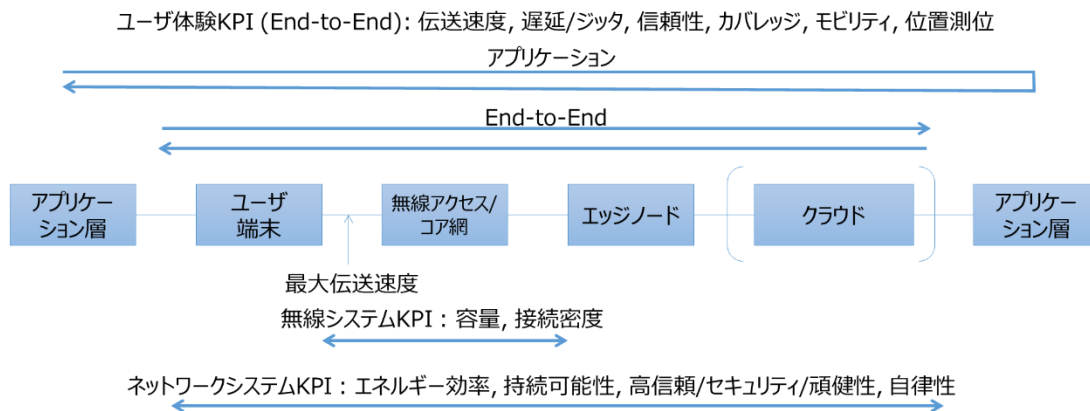 ユーザ体験KPI (End-to-End): 伝送速度, 遅延/ジッタ, 信頼性, カバレッジ, モビリティ, 位置測位
アプリケーション
End-to-End
アプリケー
ション層
ユーザ
端末
無線アクセス/
コア網
エッジノード
クラウド
アプリケー
ション層
最大伝送速度
無線システムKPI : 容量, 接続密度
ネットワークシステムKPI : エネルギー効率, 持続可能性, 高信頼/セキュリティ/頑健性, 自律性